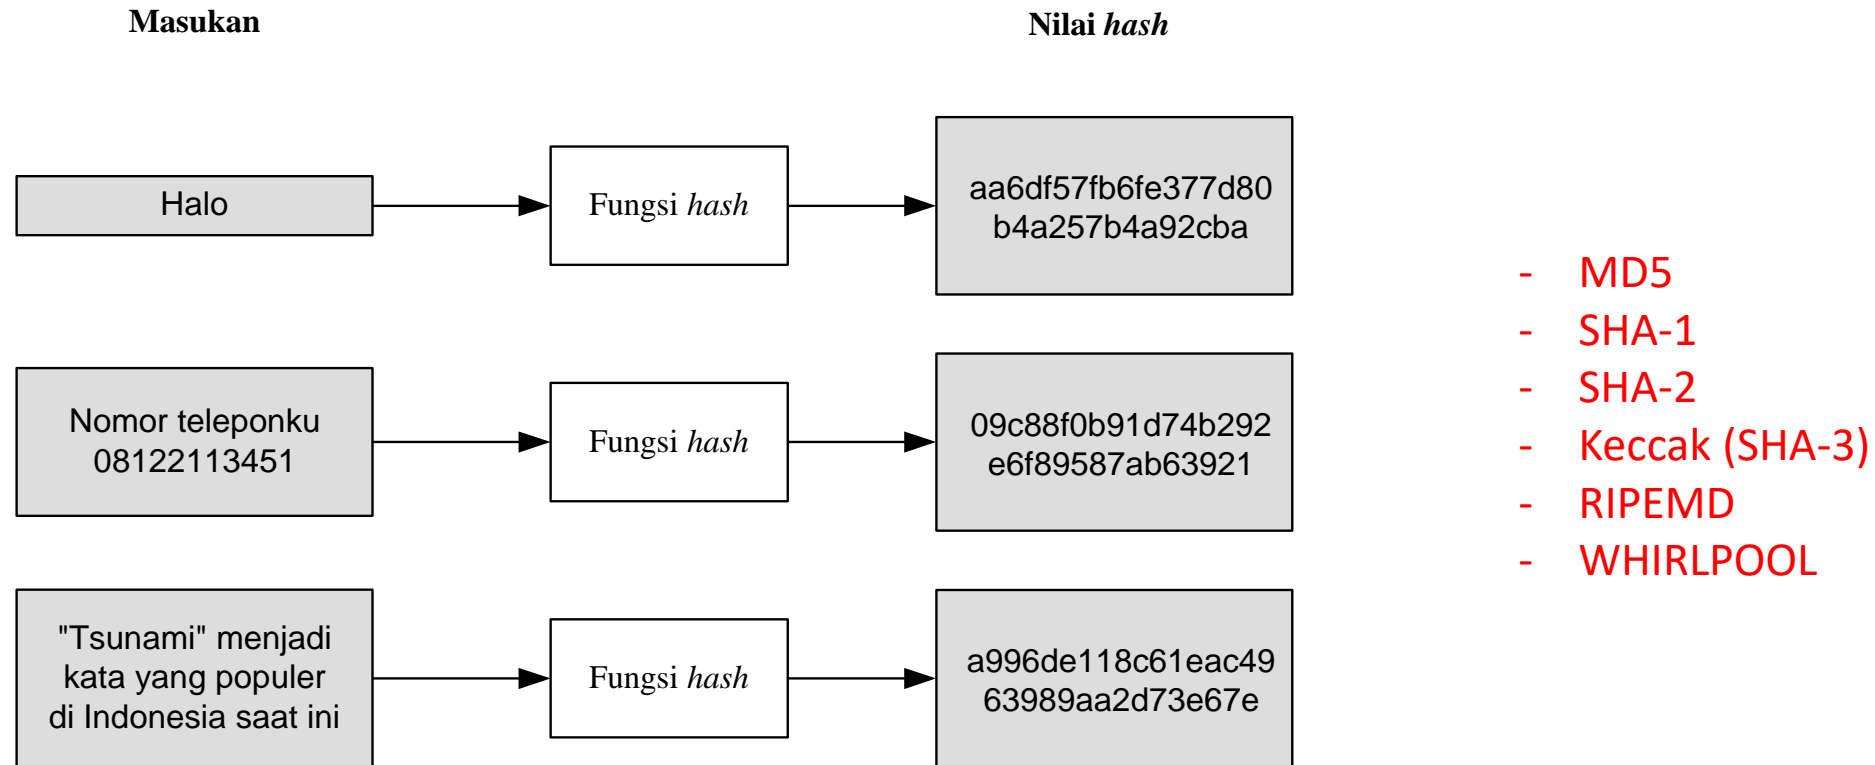 Masukan
Nilai hash
Halo
Fungsi hash
aa6df57fb6fe377d80
b4a257b4a92cba
Nomor teleponku
08122113451
Fungsi hash
09c88f0b91d74b292
e6f89587ab63921
"Tsunami" menjadi
kata yang populer
di Indonesia saat ini
Fungsi hash
a996de118c61eac49
63989aa2d73e67e
- MD5
- SHA-1
- SHA-2
- Keccak (SHA-3)
- RIPEMD
- WHIRLPOOL